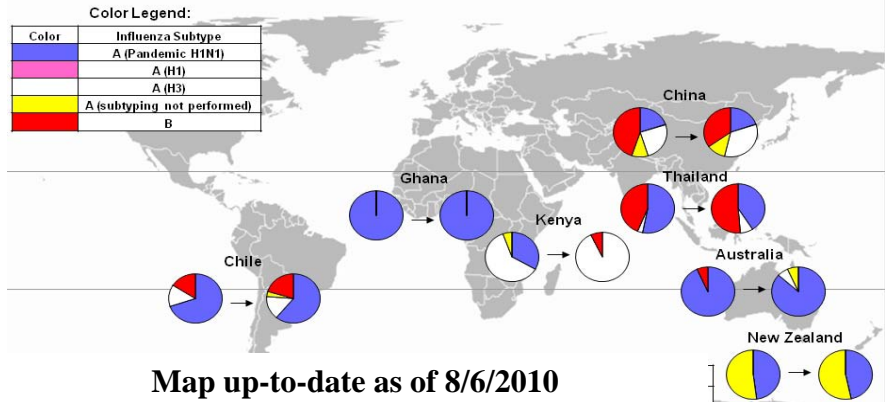 Color Legend:
Color Influenza Subtype
A (Pandemic H1N1)
A (H1)
A (H3)
A (subtyping not performed)
B
China
Thailand
Ghana
Kenya
Australia
Chile
New Zealand
Map up-to-date as of 8/6/2010